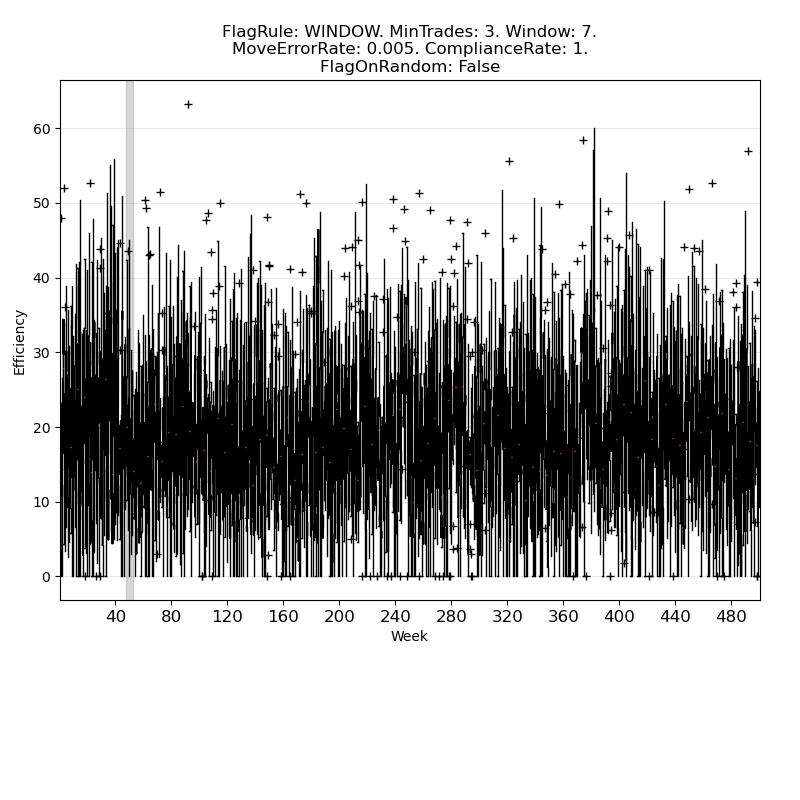 FlagRule: WINDOW. MinTrades: 3. Window: 7.
MoveErrorRate: 0.005. ComplianceRate: 1.
FlagOnRandom: False
60
50
40
30
20
10
0
Efficiency
40 80 120 160 200 240 280 320 360 400 440 480
Week